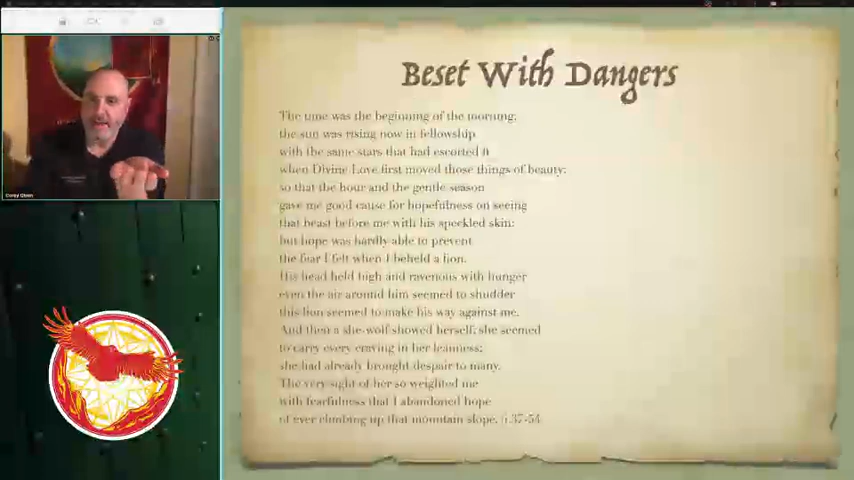 Beset With Dangers
The time was the beginning of the morning;
the sun was rising now in fellowship
with the same stars that had escorted it
when Divine Love first moved those things of beauty;
so that the hour and the gentle season
gave me good cause for hopefulness on seeing
that beast before me with his speckled skin;
but hope was hardly able to prevent
the fear I felt when I beheld a lion.
His head held high and ravenous with hunger
even the air around him seemed to shudder
this lion seemed to make his way against me.
And then a she-wolf showed herself; she seemed
to carry every craving in her leanness;
she had already brought despair to many.
The very sight of her so weighted me
with fearfulness that I abandoned hope
of ever climbing up that mountain slope. i.37-54
Corey Olsen